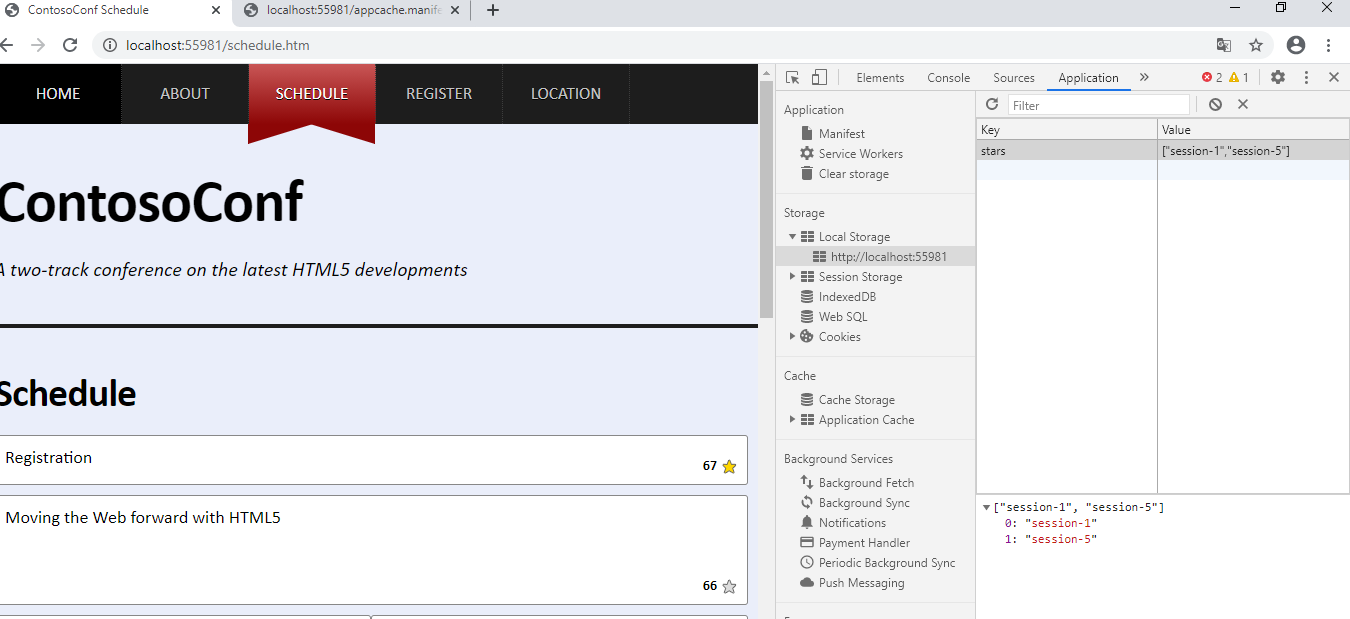 ContosoConf Schedule
localhost:55981/appcache.manife
localhost:55981/schedule.htm
HOME ABOUT SCHEDULE REGISTER LOCATION
ContosoConf
A two-track conference on the latest HTML5 developments
Schedule
Registration
67
Moving the Web forward with HTML5
66
Elements Console Sources Application » 2 1
Application
Manifest
Service Workers
Clear storage
Storage
Local Storage
http://localhost:55981
Session Storage
IndexedDB
Web SQL
Cookies
Cache
Cache Storage
Application Cache
Background Services
Background Fetch
Background Sync
Notifications
Payment Handler
Periodic Background Sync
Push Messaging
Filter
Key Value
stars ["session-1","session-5"]
["session-1", "session-5"]
0: "session-1"
1: "session-5"